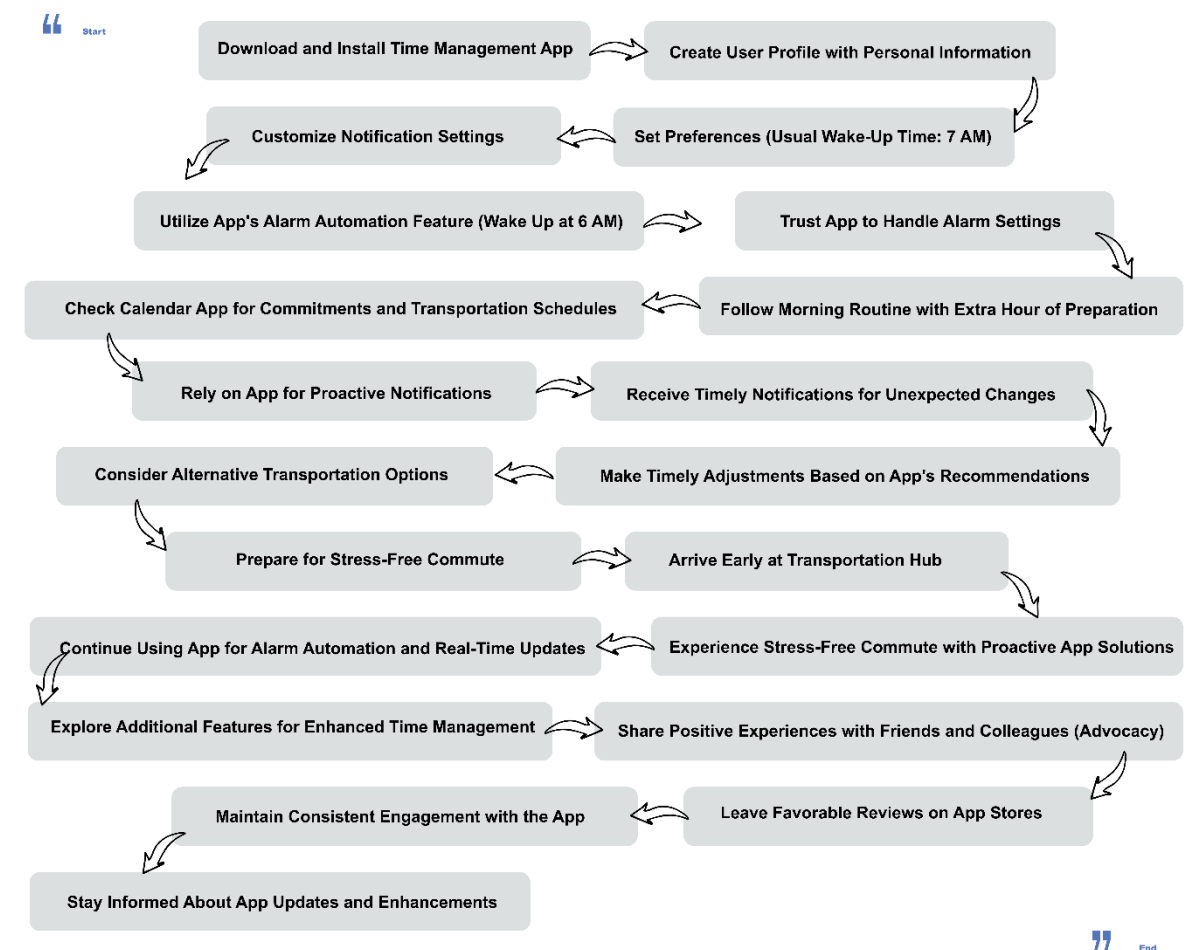 “ Start
Download and Install Time Management App
Create User Profile with Personal Information
Set Preferences (Usual Wake-Up Time: 7 AM)
Customize Notification Settings
Utilize App's Alarm Automation Feature (Wake Up at 6 AM)
Trust App to Handle Alarm Settings
Follow Morning Routine with Extra Hour of Preparation
Check Calendar App for Commitments and Transportation Schedules
Rely on App for Proactive Notifications
Receive Timely Notifications for Unexpected Changes
Make Timely Adjustments Based on App's Recommendations
Consider Alternative Transportation Options
Prepare for Stress-Free Commute
Arrive Early at Transportation Hub
Experience Stress-Free Commute with Proactive App Solutions
Continue Using App for Alarm Automation and Real-Time Updates
Explore Additional Features for Enhanced Time Management
Share Positive Experiences with Friends and Colleagues (Advocacy)
Leave Favorable Reviews on App Stores
Maintain Consistent Engagement with the App
Stay Informed About App Updates and Enhancements
” End